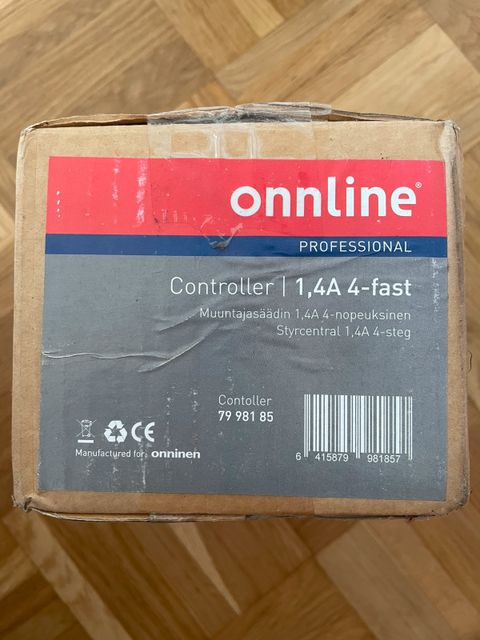 onnline®
PROFESSIONAL
Controller | 1,4A 4-fast
Muuntajasäädin 1,4A 4-nopeuksinen
Styrcentral 1,4A 4-steg
Contoller
79 981 85
CE
Manufactured for: onninen
6 415879 981857